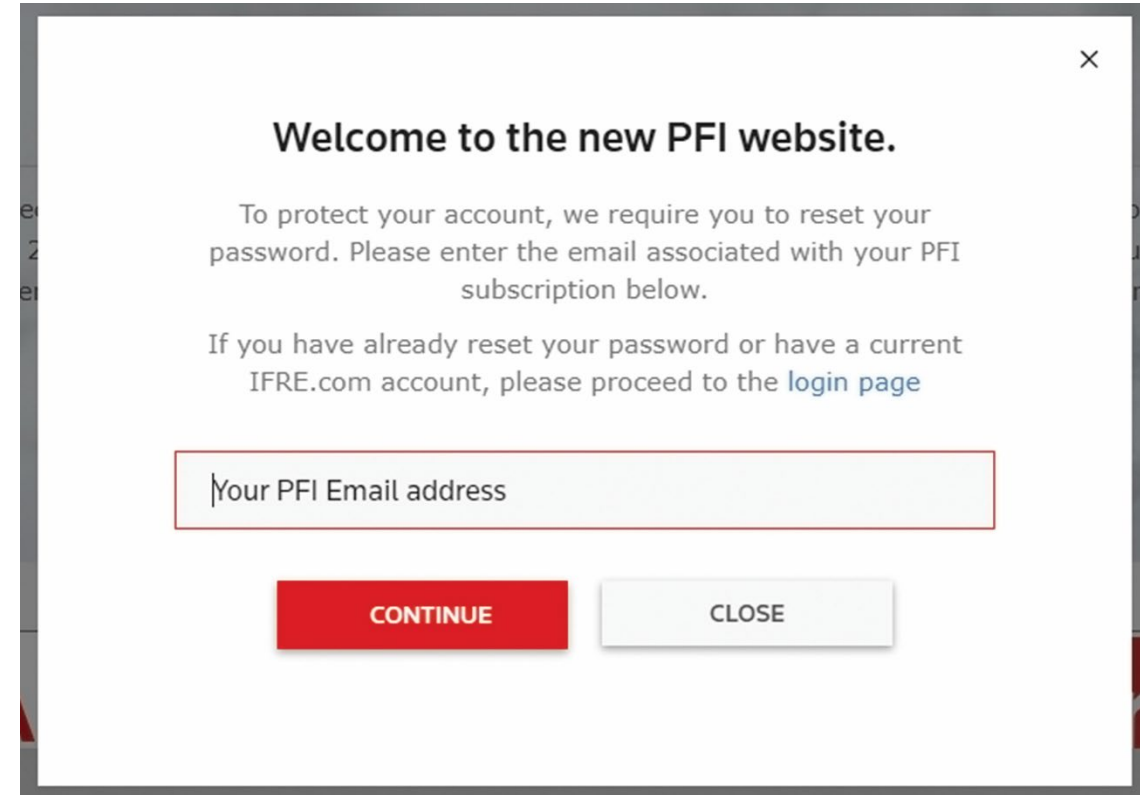 Welcome to the new PFI website.
To protect your account, we require you to reset your
password. Please enter the email associated with your PFI
subscription below.
If you have already reset your password or have a current
IFRE.com account, please proceed to the login page
Your PFI Email address
CONTINUE
CLOSE